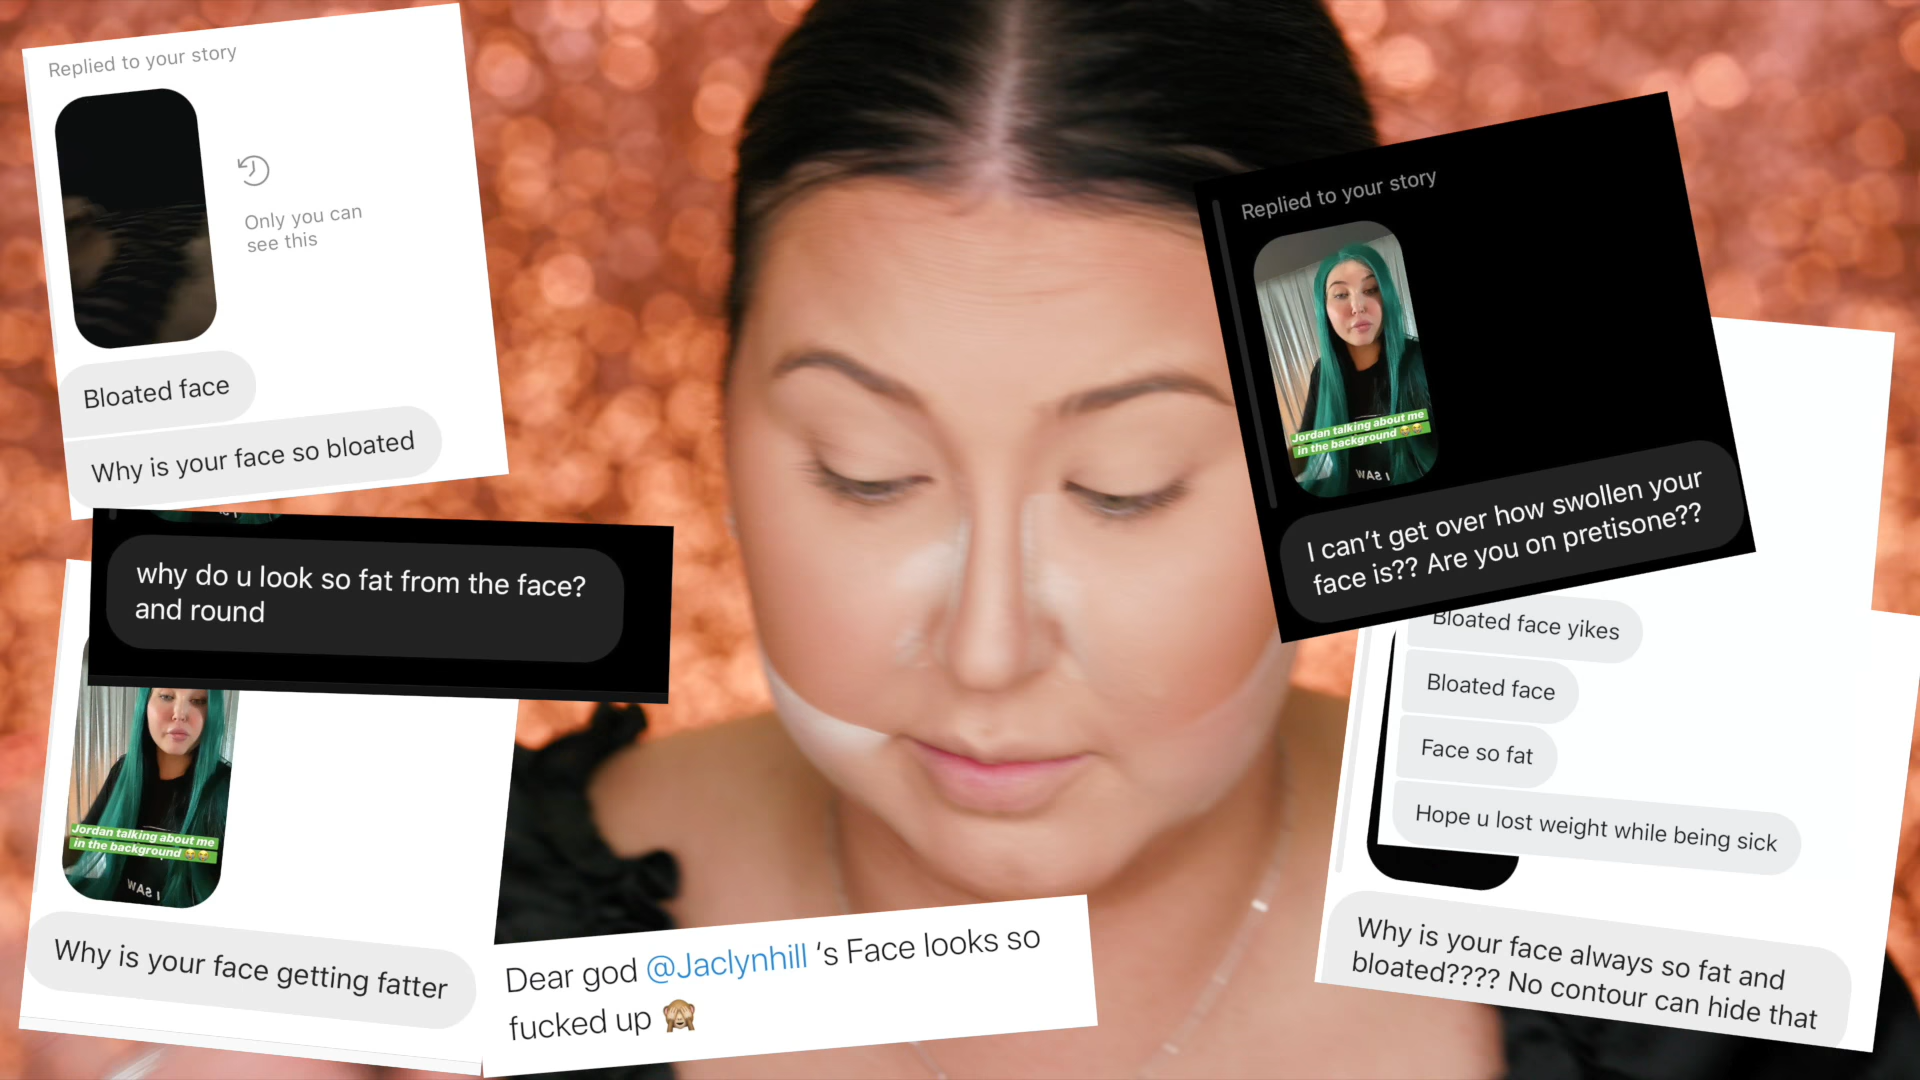 Replied to your story
Only you can
see this
Bloated face
Why is your face so bloated
why do u look so fat from the face?
and round
Jordan talking about me
in the background 😭😭
I SAW
Why is your face getting fatter
Dear god @Jaclynhill ‘s Face looks so
fucked up 🙈
Replied to your story
Jordan talking about me
in the background 😭😭
I SAW
I can’t get over how swollen your
face is?? Are you on pretisone??
Bloated face yikes
Bloated face
Face so fat
Hope u lost weight while being sick
Why is your face always so fat and
bloated???? No contour can hide that